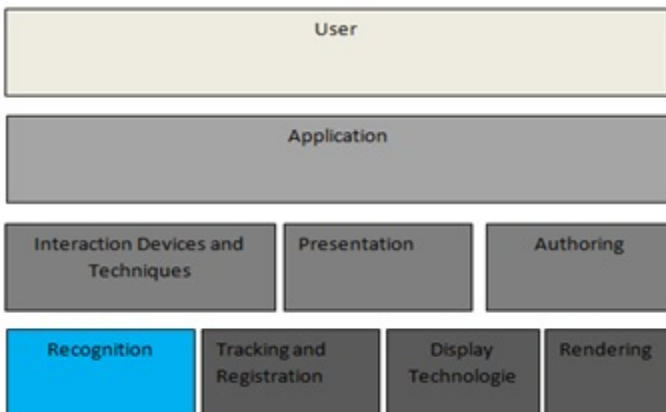 User
Application
Interaction Devices and
Techniques
Presentation
Authoring
Recognition
Tracking and
Registration
Display
Technologie
Rendering